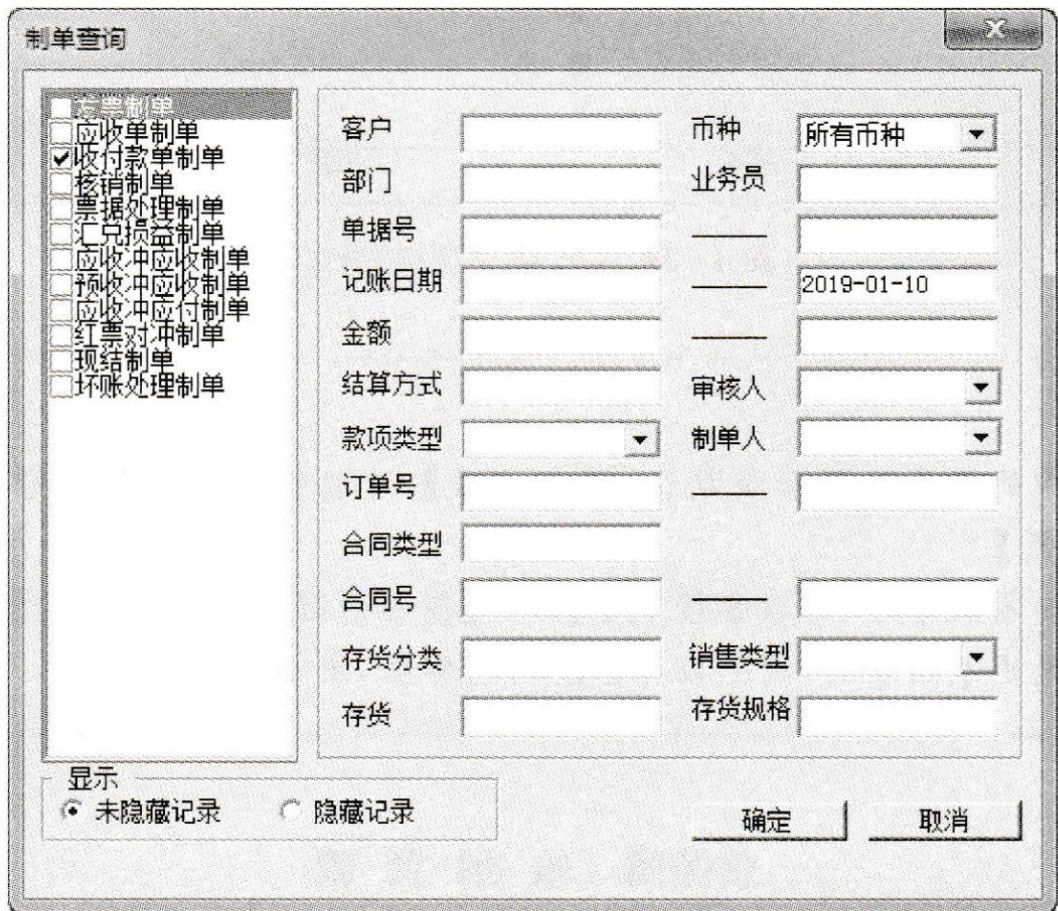 制单查询
发票制单
应收单制单
收付款单制单
核销制单
票据处理制单
汇兑损益制单
应收冲应收制单
预收冲应收制单
应收冲应付制单
红票对冲制单
现结制单
坏账处理制单
客户 币种 所有币种
部门 业务员
单据号
记账日期 2019-01-10
金额
结算方式 审核人
款项类型 制单人
订单号
合同类型
合同号
存货分类 销售类型
存货 存货规格
显示
未隐藏记录 隐藏记录
确定 取消